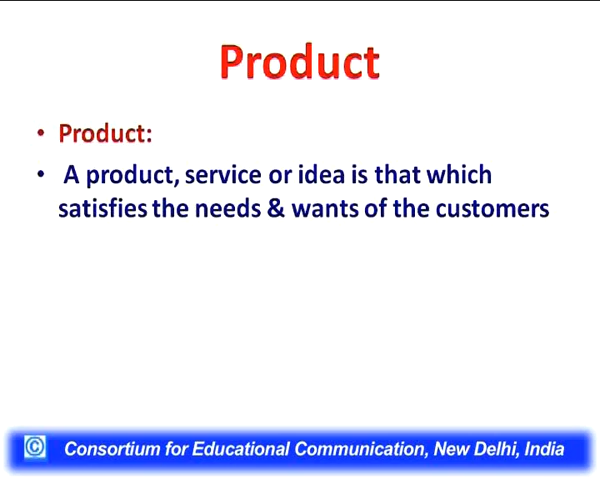 Product
• Product:
• A product, service or idea is that which
satisfies the needs & wants of the customers
© Consortium for Educational Communication, New Delhi, India